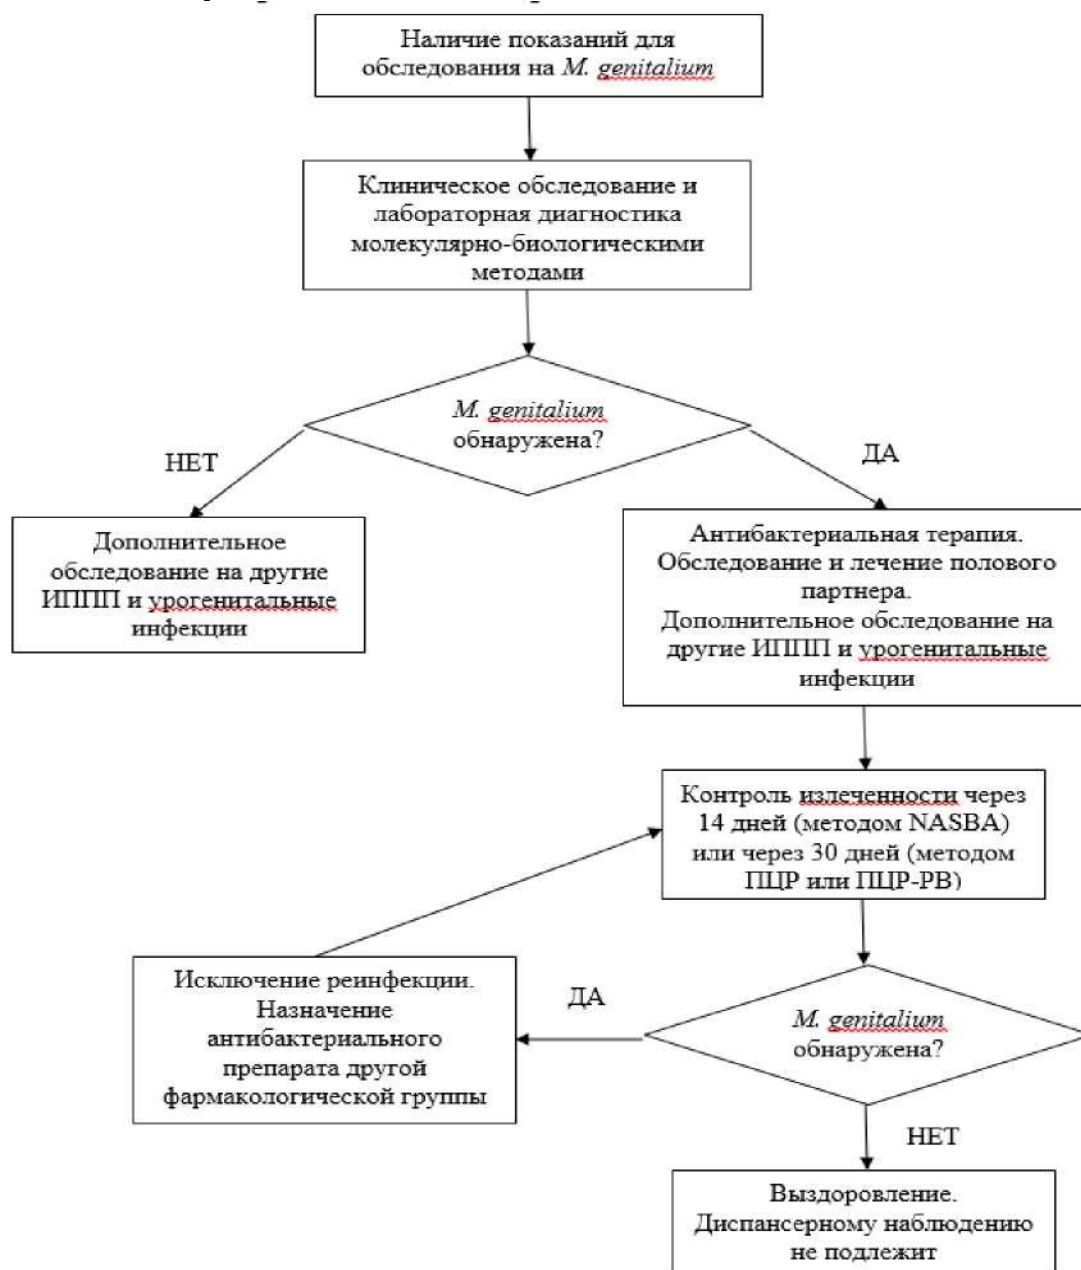 Наличие показаний для
обследования на M. genitalium
Клиническое обследование и
лабораторная диагностика
молекулярно-биологическими
методами
M. genitalium
обнаружена?
НЕТ
ДА
Дополнительное
обследование на другие
ИППП и урогенитальные
инфекции
Антибактериальная терапия.
Обследование и лечение полового
партнера.
Дополнительное обследование на
другие ИППП и урогенитальные
инфекции
Контроль излеченности через
14 дней (методом NASBA)
или через 30 дней (методом
ПЦР или ПЦР-РВ)
Исключение реинфекции.
Назначение
антибактериального
препарата другой
фармакологической группы
ДА
M. genitalium
обнаружена?
НЕТ
Выздоровление.
Диспансерному наблюдению
не подлежит